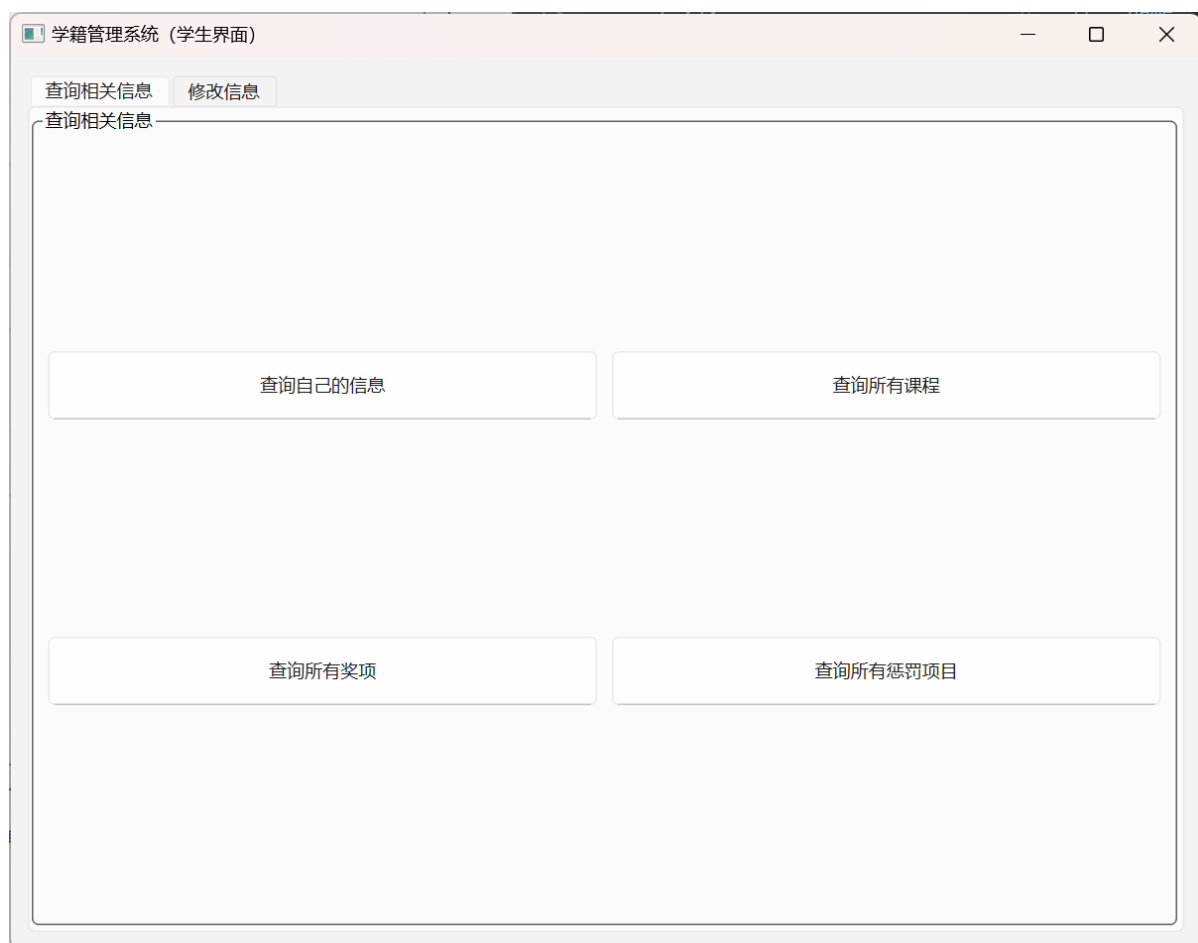 学籍管理系统（学生界面）
查询相关信息 修改信息
查询相关信息
查询自己的信息 查询所有课程
查询所有奖项 查询所有惩罚项目